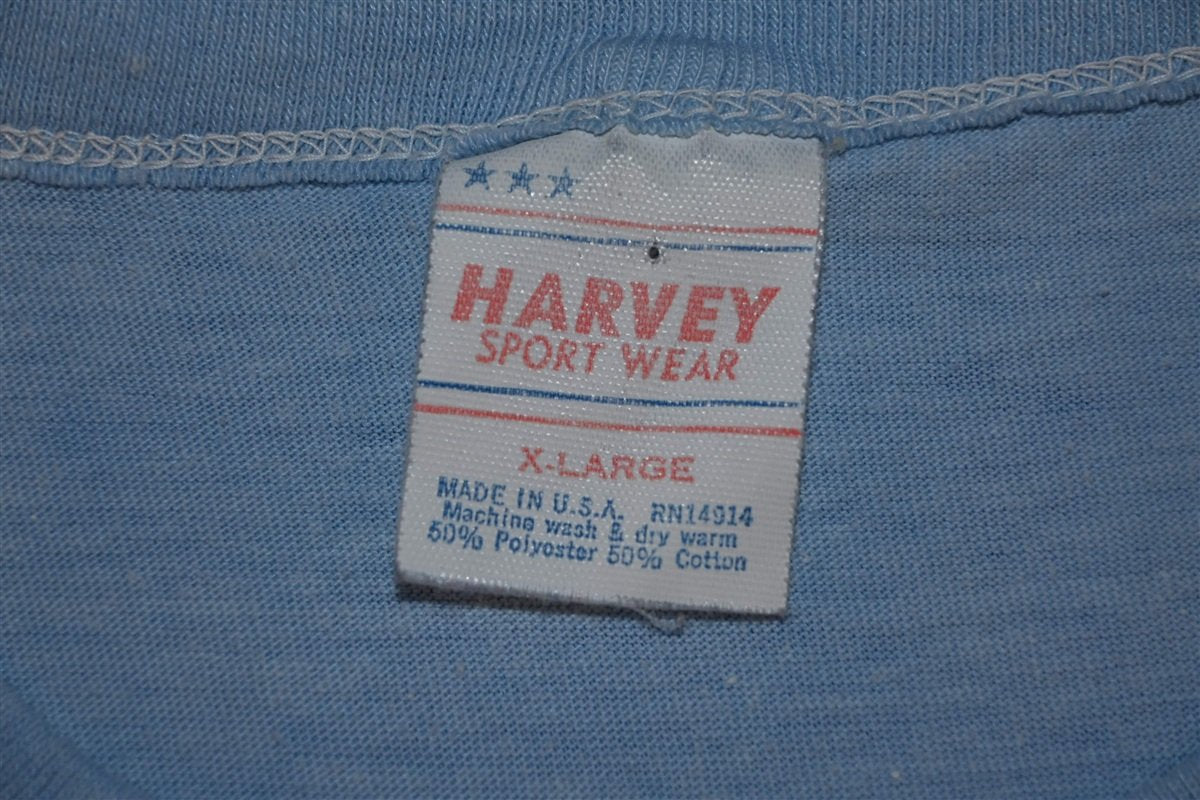 HARVEY
SPORT WEAR
X-LARGE
MADE IN U.S.A. RN14914
Machine wash & dry warm
50% Polyester 50% Cotton